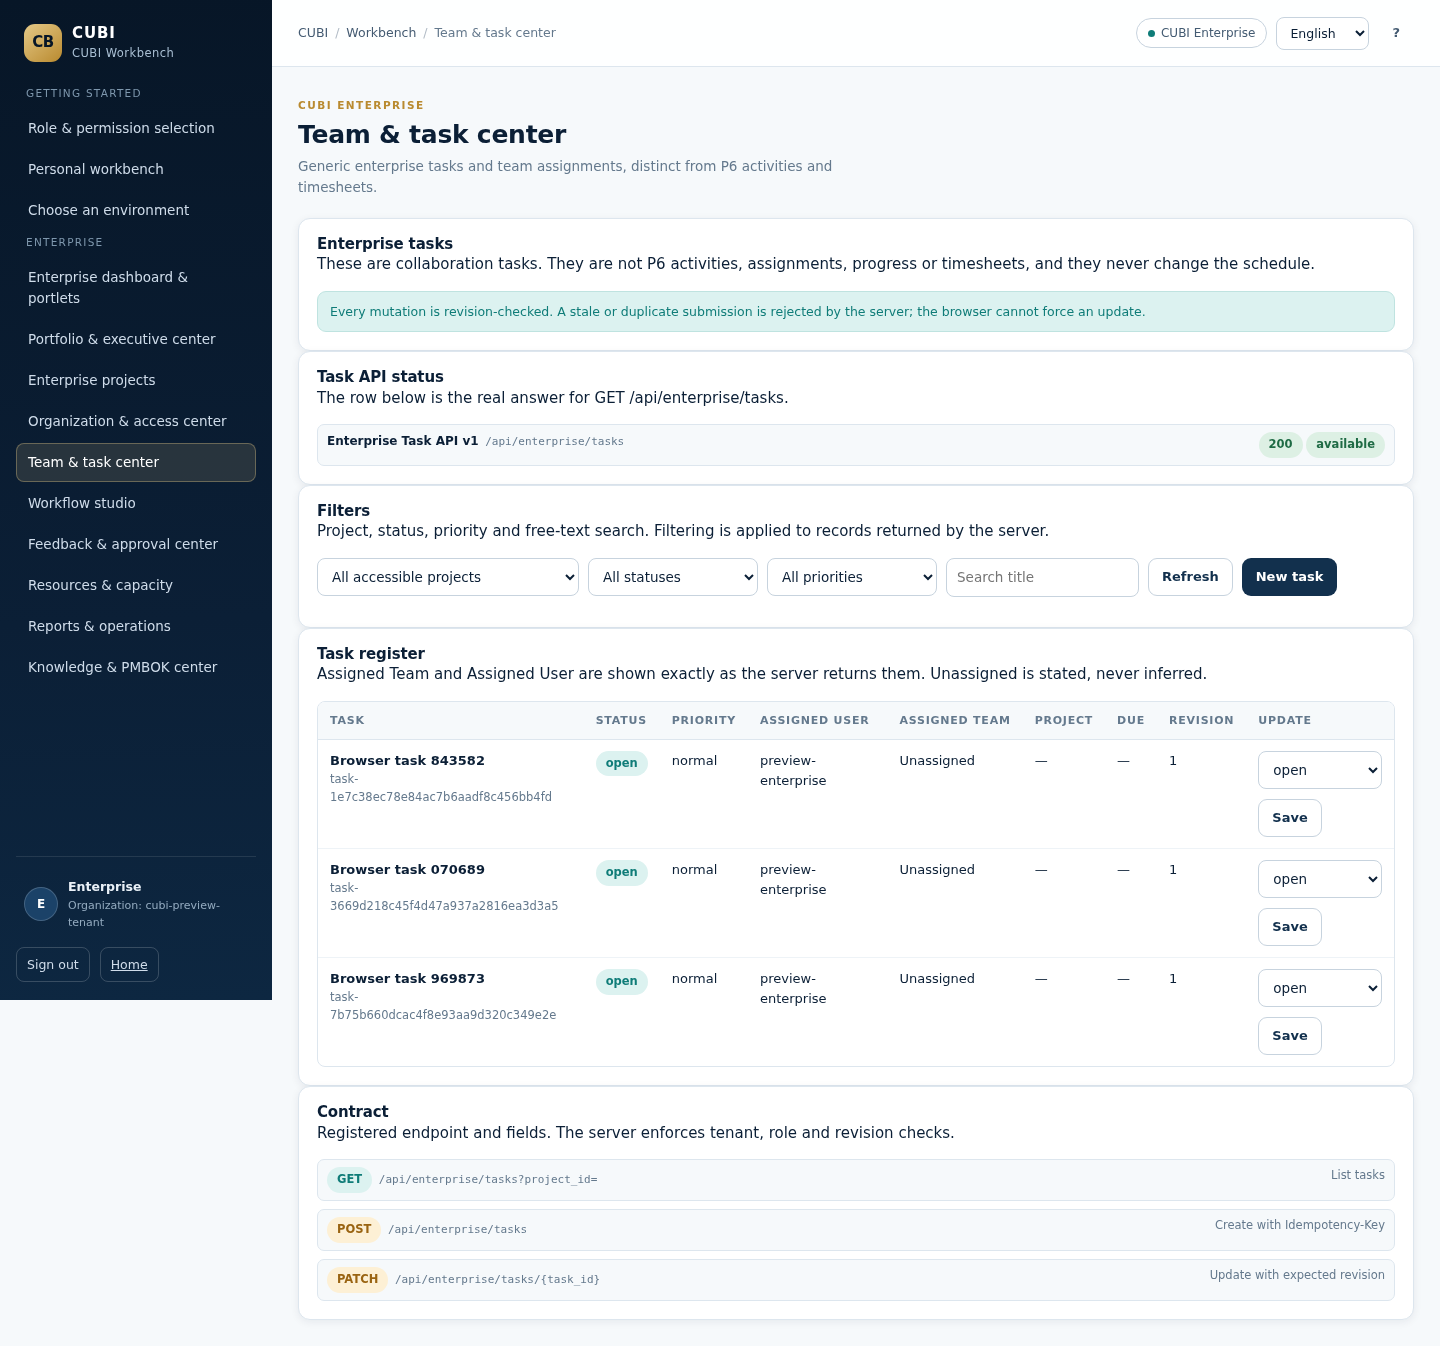 CB
CUBI
CUBI Workbench
GETTING STARTED
Role & permission selection
Personal workbench
Choose an environment
ENTERPRISE
Enterprise dashboard &
portlets
Portfolio & executive center
Enterprise projects
Organization & access center
Team & task center
Workflow studio
Feedback & approval center
Resources & capacity
Reports & operations
Knowledge & PMBOK center
E
Enterprise
Organization: cubi-preview-
tenant
Sign out Home
CUBI / Workbench / Team & task center
CUBI Enterprise English ?
CUBI ENTERPRISE
Team & task center
Generic enterprise tasks and team assignments, distinct from P6 activities and
timesheets.
Enterprise tasks
These are collaboration tasks. They are not P6 activities, assignments, progress or timesheets, and they never change the schedule.
Every mutation is revision-checked. A stale or duplicate submission is rejected by the server; the browser cannot force an update.
Task API status
The row below is the real answer for GET /api/enterprise/tasks.
Enterprise Task API v1 /api/enterprise/tasks 200 available
Filters
Project, status, priority and free-text search. Filtering is applied to records returned by the server.
All accessible projects All statuses All priorities Search title Refresh New task
Task register
Assigned Team and Assigned User are shown exactly as the server returns them. Unassigned is stated, never inferred.
TASK STATUS PRIORITY ASSIGNED USER ASSIGNED TEAM PROJECT DUE REVISION UPDATE
Browser task 843582 open normal preview- Unassigned — — 1 open
task- enterprise
1e7c38ec78e84ac7b6aadf8c456bb4fd
Save
Browser task 070689 open normal preview- Unassigned — — 1 open
task- enterprise
3669d218c45f4d47a937a2816ea3d3a5
Save
Browser task 969873 open normal preview- Unassigned — — 1 open
task- enterprise
7b75b660dcac4f8e93aa9d320c349e2e
Save
Contract
Registered endpoint and fields. The server enforces tenant, role and revision checks.
GET /api/enterprise/tasks?project_id= List tasks
POST /api/enterprise/tasks Create with Idempotency-Key
PATCH /api/enterprise/tasks/{task_id} Update with expected revision